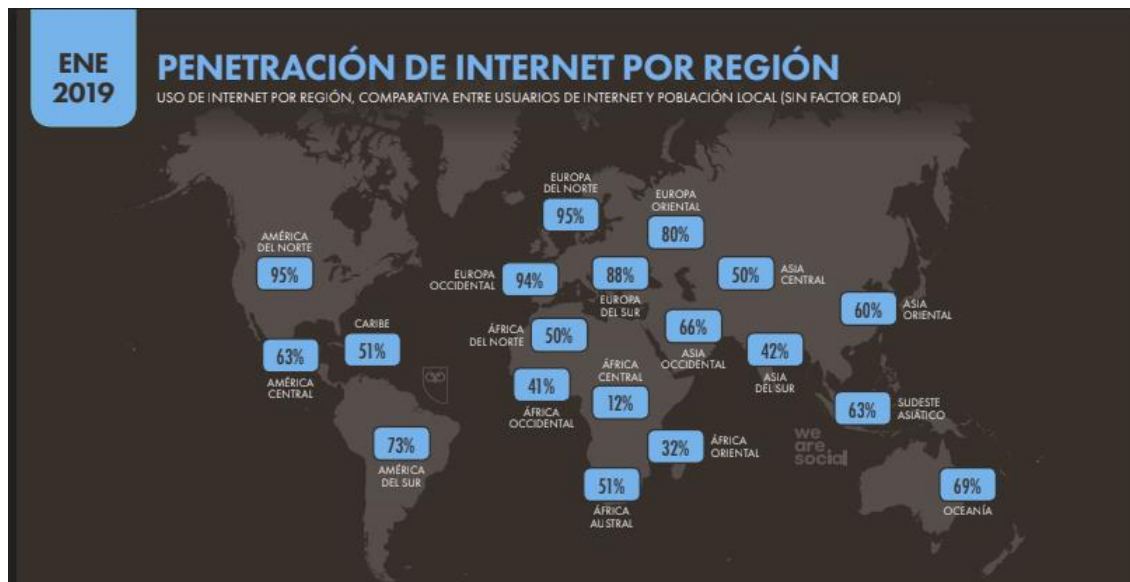 ENE
2019
PENETRACIÓN DE INTERNET POR REGIÓN
USO DE INTERNET POR REGIÓN, COMPARATIVA ENTRE USUARIOS DE INTERNET Y POBLACIÓN LOCAL (SIN FACTOR EDAD)
EUROPA
DEL NORTE
95%
EUROPA
ORIENTAL
80%
AMÉRICA
DEL NORTE
95%
EUROPA
OCCIDENTAL
94%
88%
EUROPA
DEL SUR
50%
ASIA
CENTRAL
60%
ASIA
ORIENTAL
CARIBE
51%
63%
AMÉRICA
CENTRAL
ÁFRICA
DEL NORTE
50%
66%
ASIA
OCCIDENTAL
42%
ASIA
DEL SUR
41%
ÁFRICA
OCCIDENTAL
ÁFRICA
CENTRAL
12%
63%
SUDESTE
ASIÁTICO
73%
AMÉRICA
DEL SUR
32%
ÁFRICA
ORIENTAL
we
are
social
51%
ÁFRICA
AUSTRAL
69%
OCEANÍA